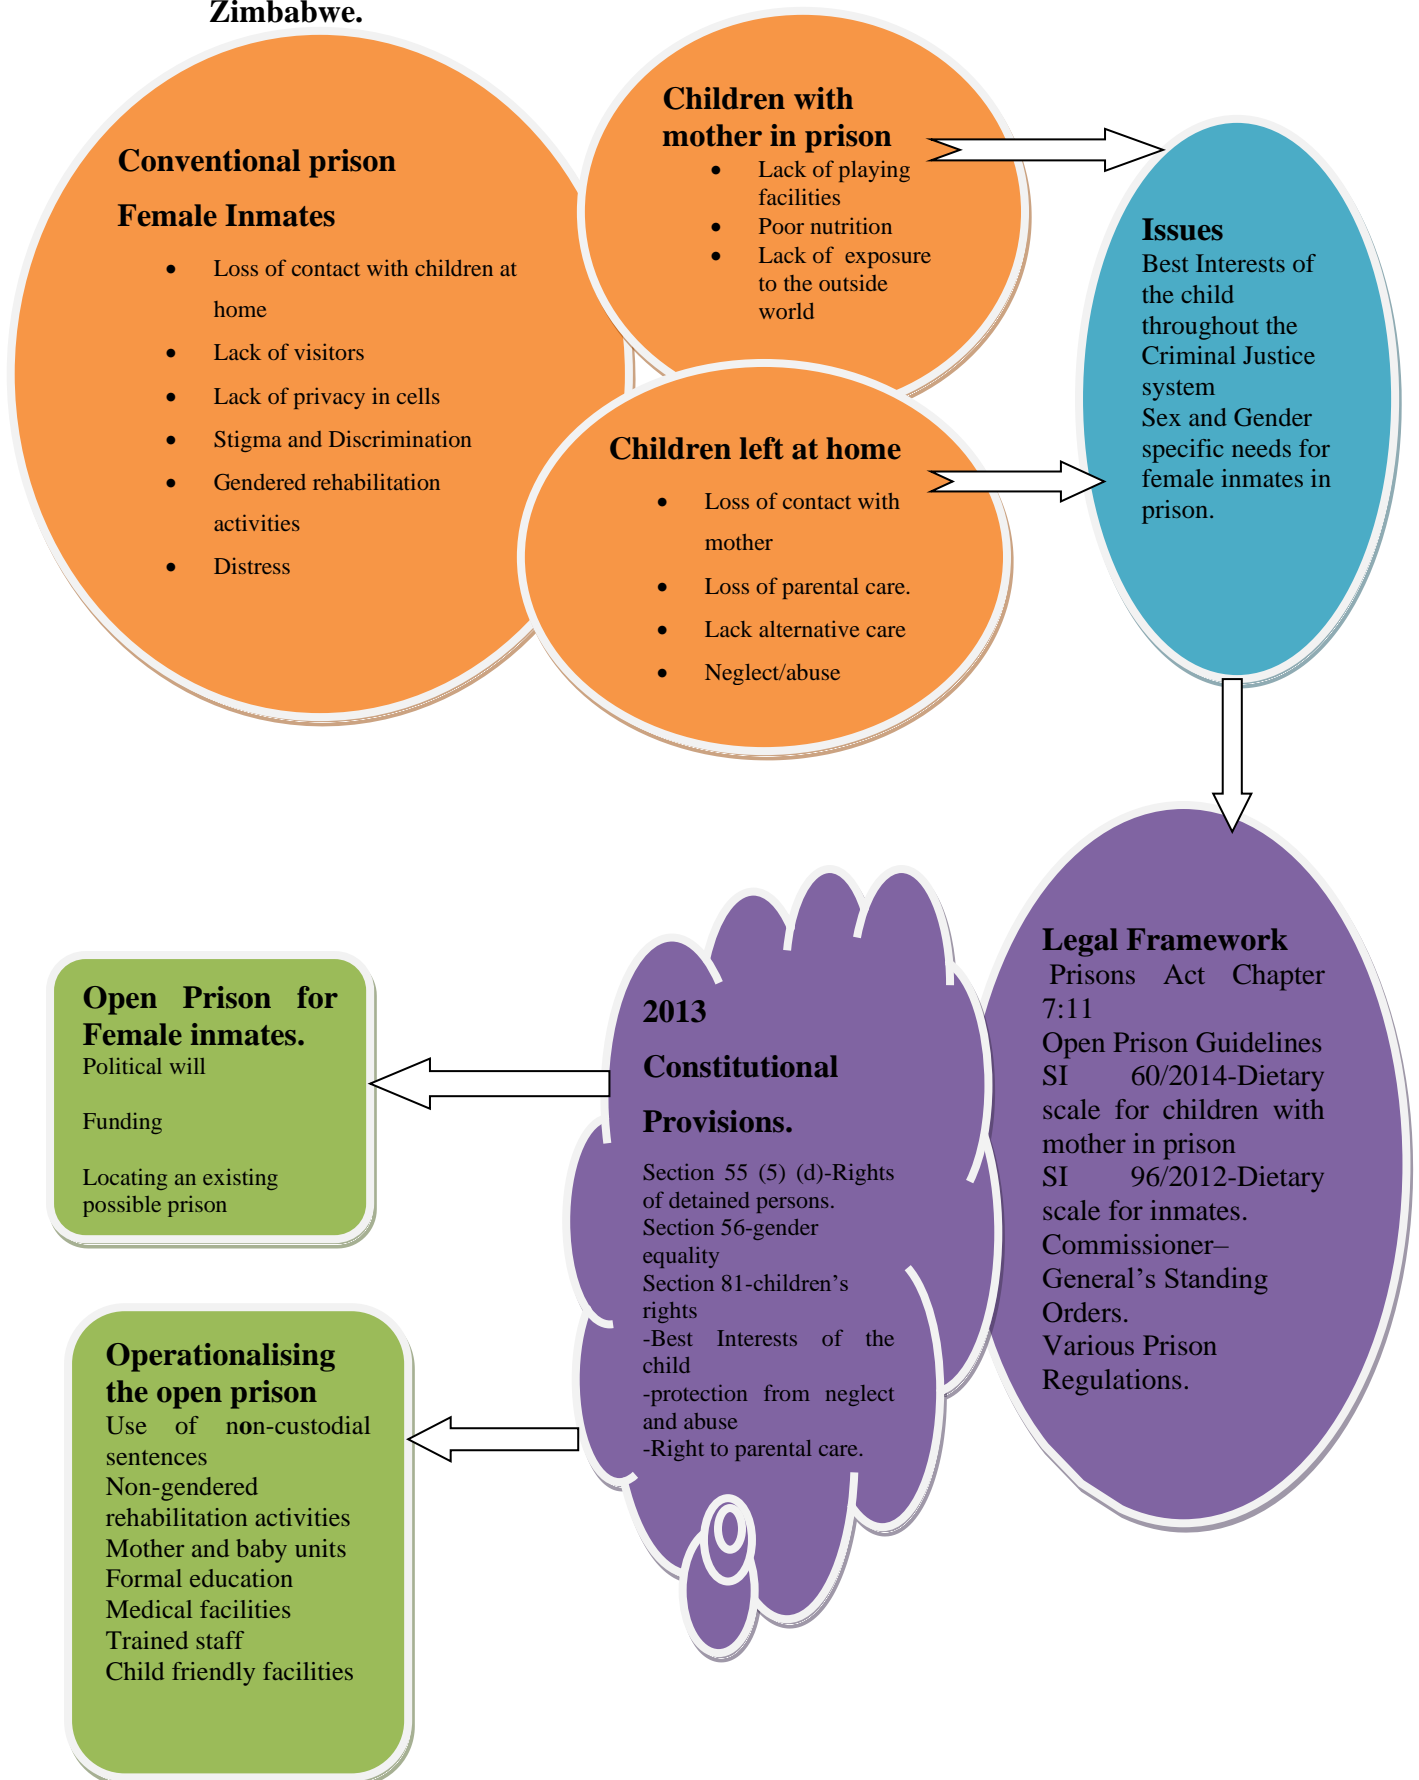 Zimbabwe.
Conventional prison
Female Inmates
• Loss of contact with children at
home
• Lack of visitors
• Lack of privacy in cells
• Stigma and Discrimination
• Gendered rehabilitation
activities
• Distress
Children with
mother in prison
• Lack of playing
facilities
• Poor nutrition
• Lack of exposure
to the outside
world
Children left at home
• Loss of contact with
mother
• Loss of parental care.
• Lack alternative care
• Neglect/abuse
Issues
Best Interests of
the child
throughout the
Criminal Justice
system
Sex and Gender
specific needs for
female inmates in
prison.
Legal Framework
Prisons Act Chapter
7:11
Open Prison Guidelines
SI 60/2014-Dietary
scale for children with
mother in prison
SI 96/2012-Dietary
scale for inmates.
Commissioner–
General’s Standing
Orders.
Various Prison
Regulations.
2013
Constitutional
Provisions.
Section 55 (5) (d)-Rights
of detained persons.
Section 56-gender
equality
Section 81-children’s
rights
-Best Interests of the
child
-protection from neglect
and abuse
-Right to parental care.
Open Prison for
Female inmates.
Political will
Funding
Locating an existing
possible prison
Operationalising
the open prison
Use of non-custodial
sentences
Non-gendered
rehabilitation activities
Mother and baby units
Formal education
Medical facilities
Trained staff
Child friendly facilities